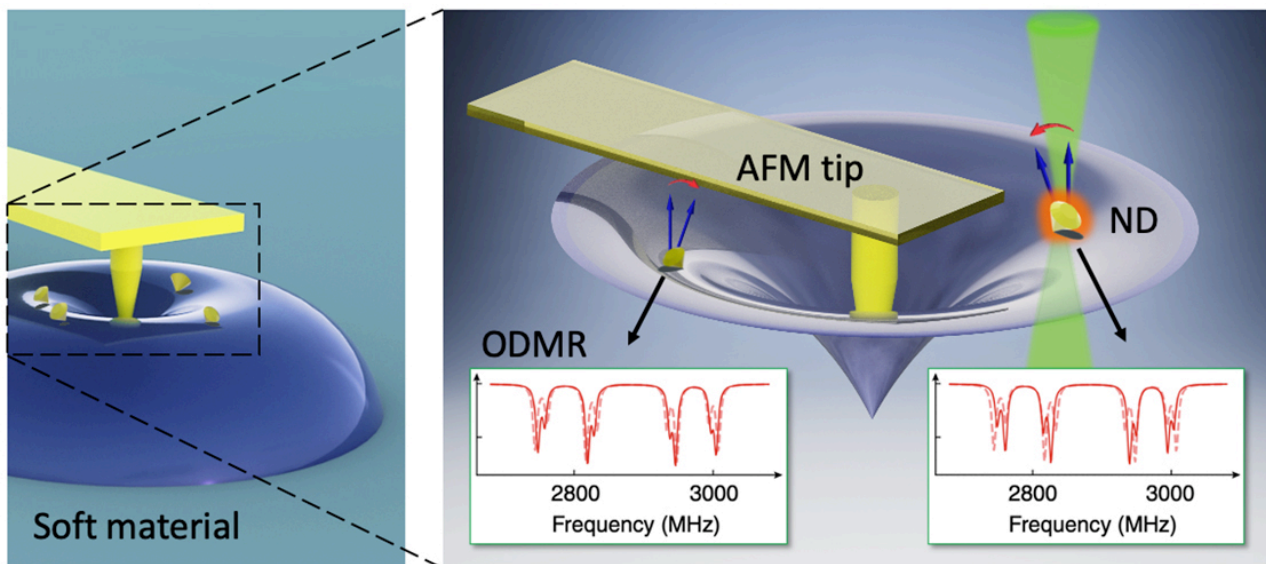 Soft material
AFM tip
ND
ODMR
2800 3000
Frequency (MHz)
2800 3000
Frequency (MHz)